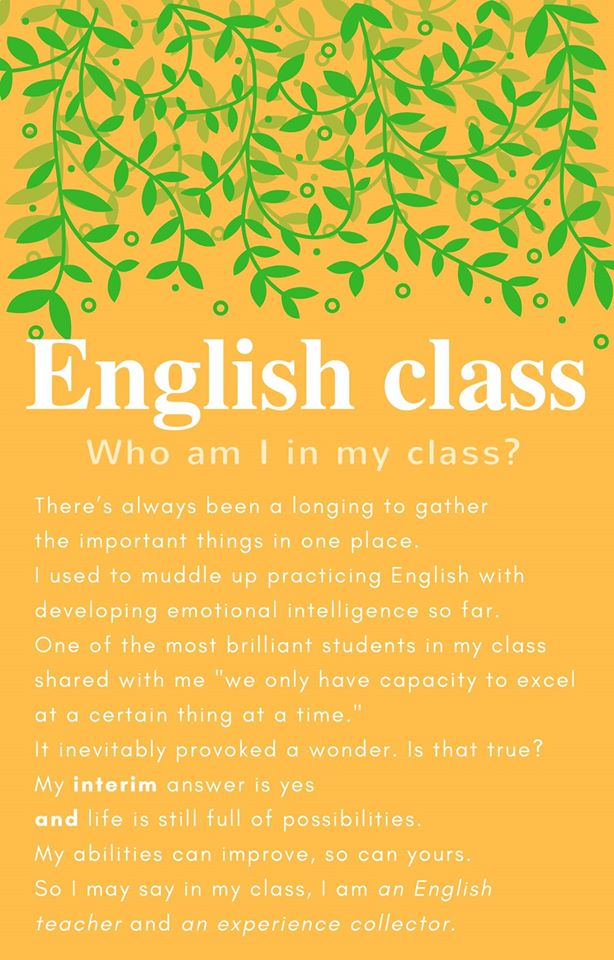 English class
Who am I in my class?
There's always been a longing to gather
the important things in one place.
I used to muddle up practicing English with
developing emotional intelligence so far.
One of the most brilliant students in my class
shared with me "we only have capacity to excel
at a certain thing at a time."
It inevitably provoked a wonder. Is that true?
My interim answer is yes
and life is still full of possibilities.
My abilities can improve, so can yours.
So I may say in my class, I am an English
teacher and an experience collector.